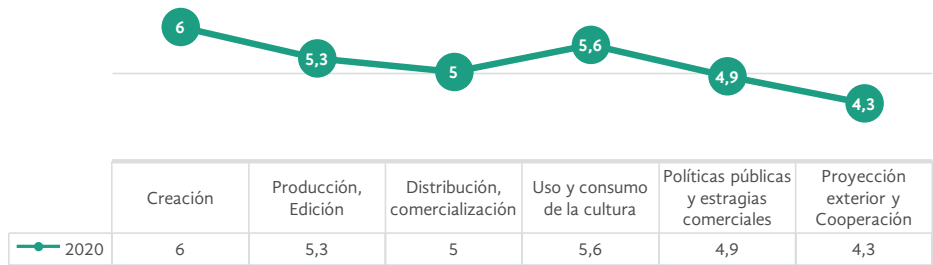 6
5,3
5
5,6
4,9
4,3
Creación
Producción,
Edición
Distribución,
comercialización
Uso y consumo
de la cultura
Políticas públicas
y estragias
comerciales
Proyección
exterior y
Cooperación
2020 6 5,3 5 5,6 4,9 4,3